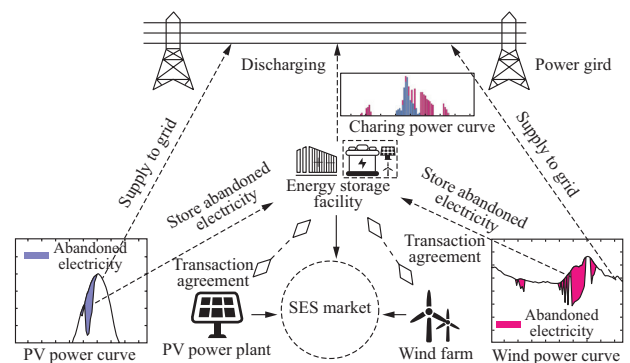 Discharging
Power gird
Charing power curve
Supply to grid
Supply to grid
Store abandoned
electricity
Energy storage
facility
Store abandoned
electricity
Abandoned
electricity
Transaction
agreement
Transaction
agreement
SES market
Abandoned
electricity
PV power curve
PV power plant
Wind farm
Wind power curve